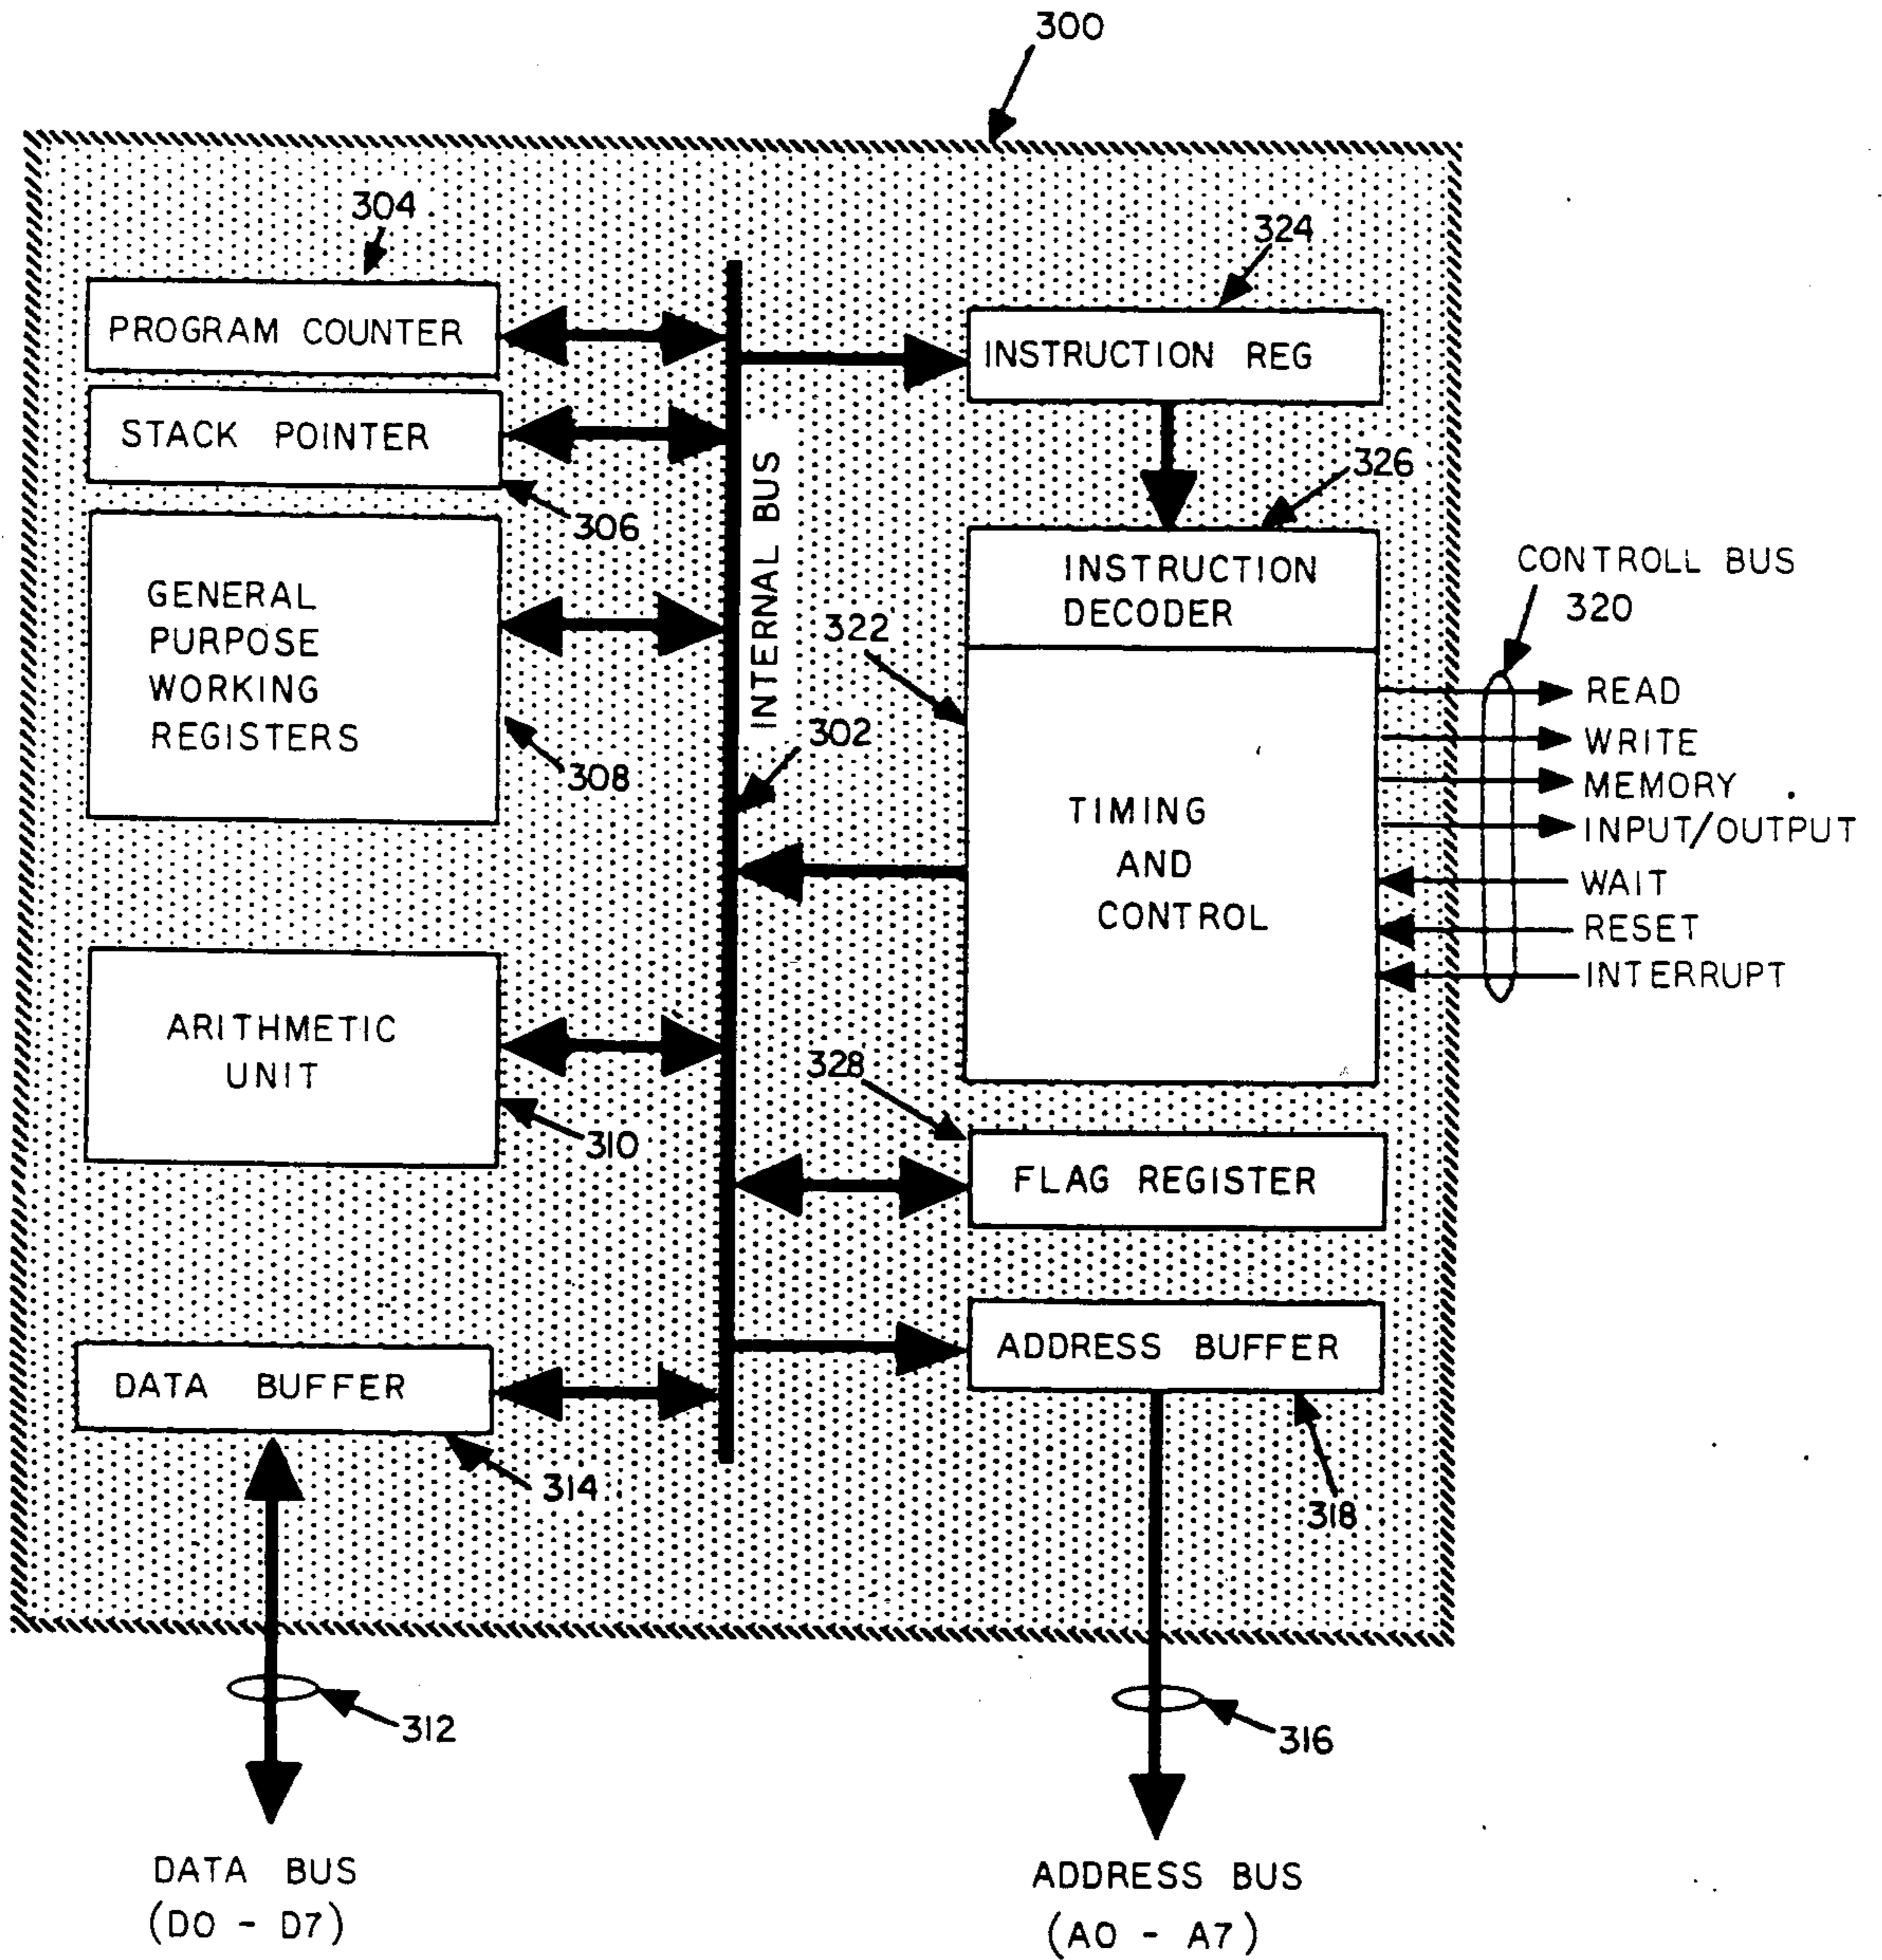 300
304
324
PROGRAM COUNTER
INSTRUCTION REG
STACK POINTER
306
326
INTERNAL BUS
GENERAL
PURPOSE
WORKING
REGISTERS
308
INSTRUCTION
DECODER
322
302
CONTROLL BUS
320
READ
WRITE
MEMORY
INPUT/OUTPUT
WAIT
RESET
INTERRUPT
TIMING
AND
CONTROL
ARITHMETIC
UNIT
310
328
FLAG REGISTER
ADDRESS BUFFER
DATA BUFFER
314
318
312
316
DATA BUS
(D0 - D7)
ADDRESS BUS
(A0 - A7)